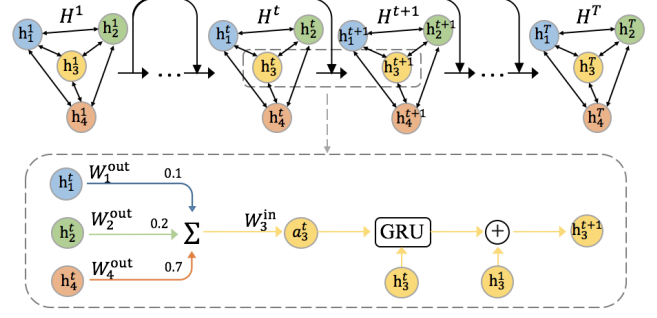 H^1 H^t H^{t+1} H^T
h_1^1 h_2^1 h_1^t h_2^t h_1^{t+1} h_2^{t+1} h_1^T h_2^T
h_3^1 ... h_3^t h_3^{t+1} ... h_3^T
h_4^1 h_4^t h_4^{t+1} h_4^T
h_1^t W_1^{out} 0.1
h_2^t W_2^{out} 0.2 Σ W_3^{in} a_3^t GRU + h_3^{t+1}
h_4^t W_4^{out} 0.7 h_3^t h_3^1